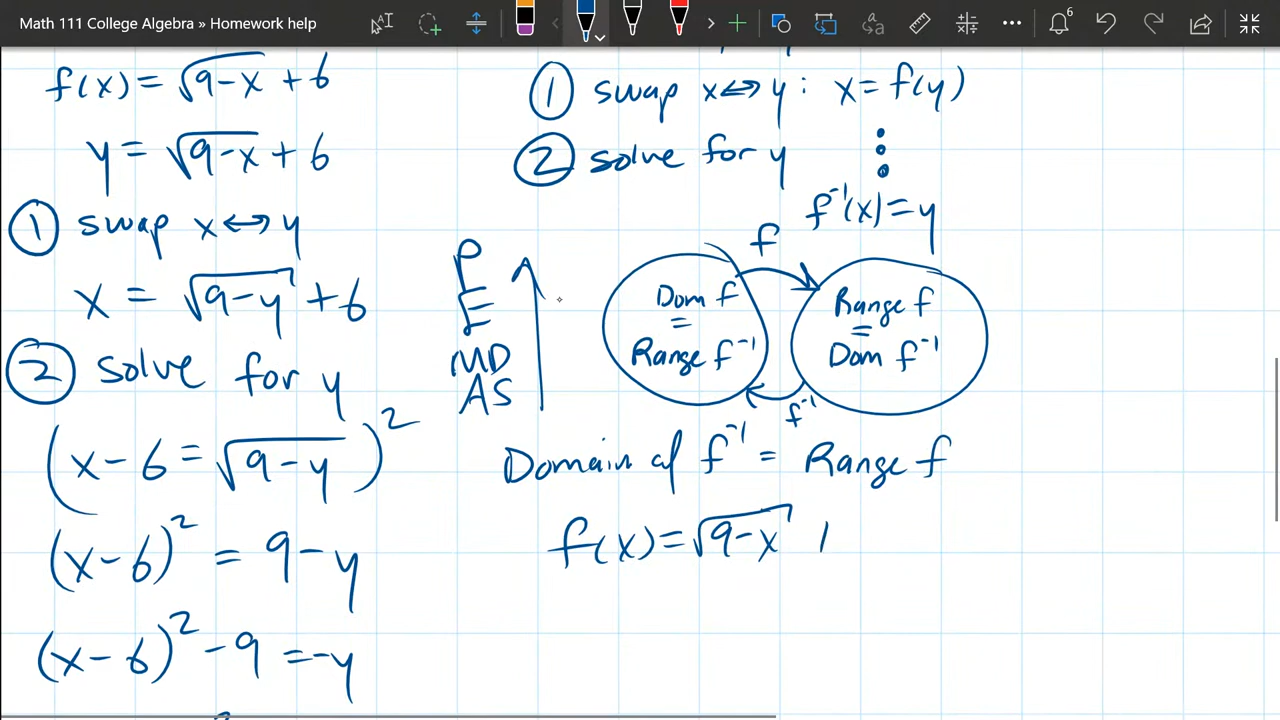 Math 111 College Algebra » Homework help
6
f(x) = √9-x + 6
y = √9-x + 6
① swap x↔y
x = √9-y + 6
② solve for y
(x-6 = √9-y)²
(x-6)² = 9-y
(x-6)² - 9 = -y
P
E
MD
AS
① swap x↔y: x = f(y)
② solve for y
f⁻¹(x) = y
f
Dom f
=
Range f⁻¹
Range f
=
Dom f⁻¹
f⁻¹
Domain of f⁻¹ = Range f
f(x) = √9-x